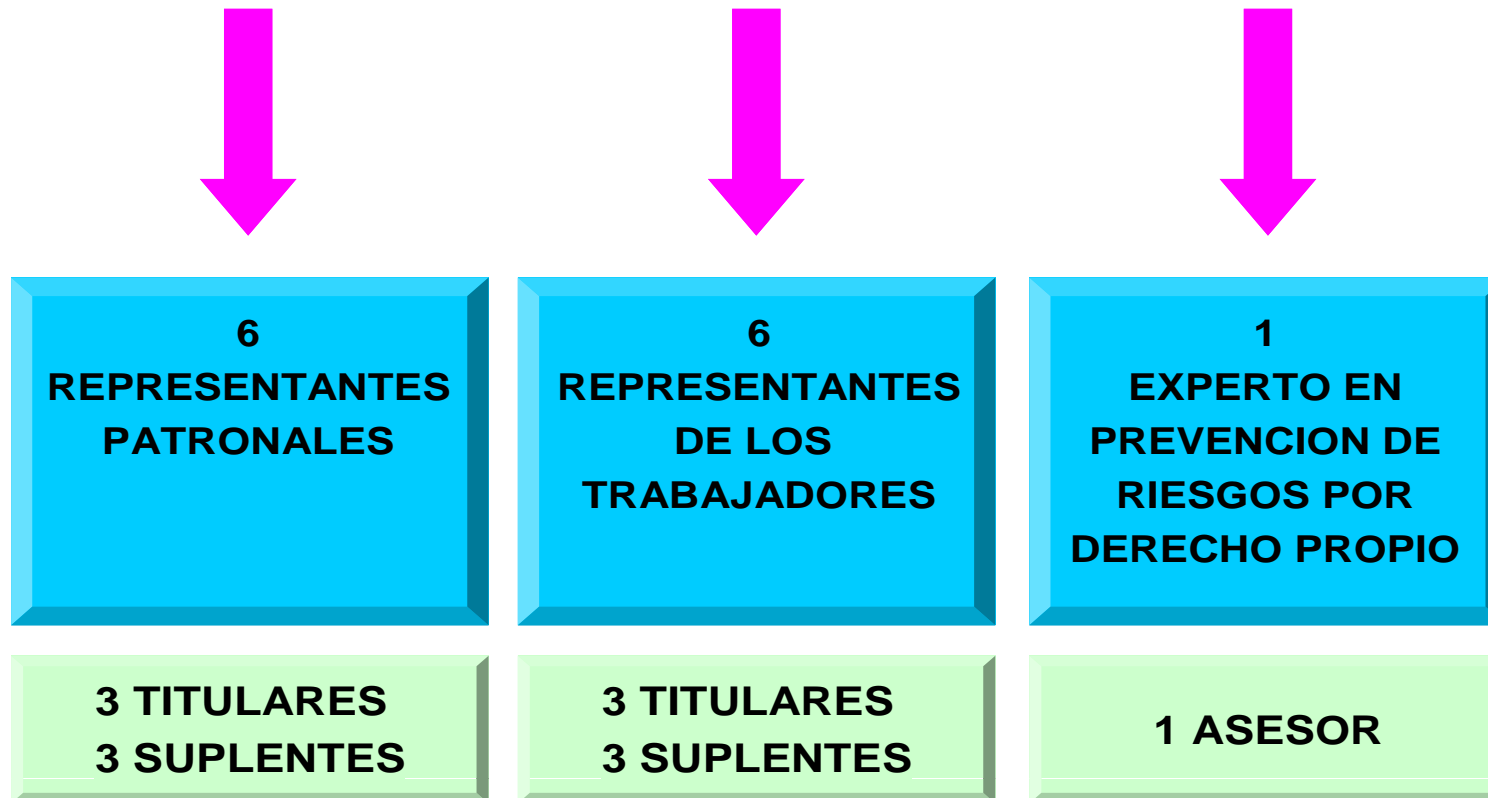 6
REPRESENTANTES
PATRONALES
6
REPRESENTANTES
DE LOS
TRABAJADORES
1
EXPERTO EN
PREVENCION DE
RIESGOS POR
DERECHO PROPIO
3 TITULARES
3 SUPLENTES
3 TITULARES
3 SUPLENTES
1 ASESOR